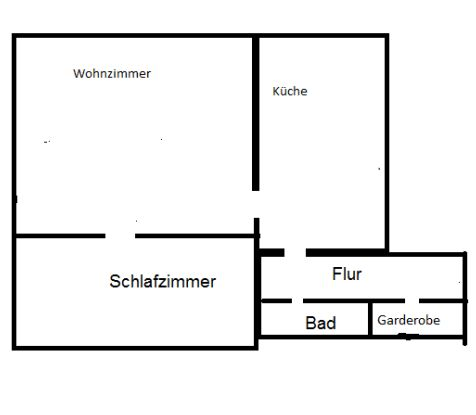 Wohnzimmer
Küche
Schlafzimmer
Flur
Bad
Garderobe